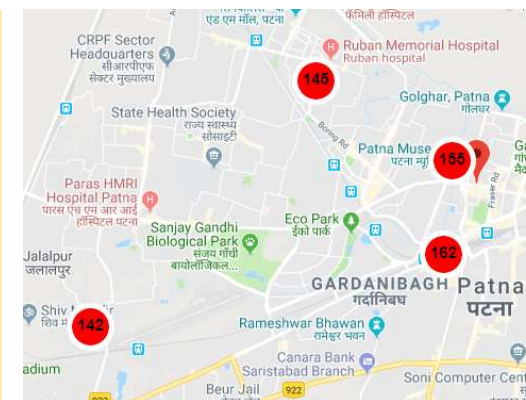 एंड एम मॉल, पटना
फॅमिली हॉस्पिटल
CRPF Sector
Headquarters
सीआरपीएफ
सेक्टर मुख्यालय
Ruban Memorial Hospital
Ruban hospital
145
Golghar, Patna
गोलघर
State Health Society
राज्य स्वास्थ्य
सोसाइटी
Boring Rd
Patna Muse
पटना म्यू
155
Fraser Rd
Paras HMRI
Hospital Patna
पारस एच एम आर आई
हॉस्पिटल पटना
Sanjay Gandhi
Biological Park
संजय गाँधी
बायोलॉजिकल...
Eco Park
ईको पार्क
162
Jalalpur
जलालपुर
GARDANIBAGH
गर्दानिबघ
Patna
पटना
Shiv M
शिव मं
142
adium
Rameshwar Bhawan
रामेश्वर भवन
Canara Bank
Saristabad Branch
Beur Jail
922
922
Soni Computer Cen